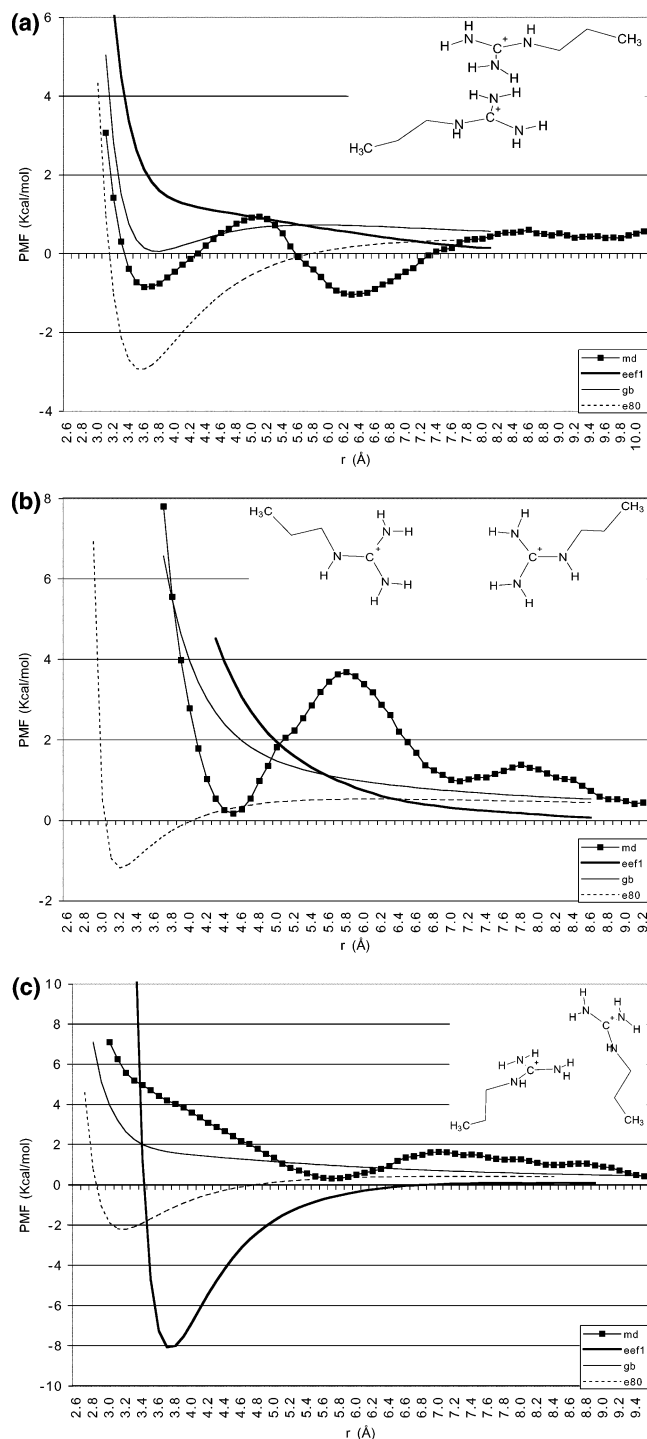 (a)
PMF (Kcal/mol)
6
4
2
0
-2
-4
H
N
H
C
+
H
N
CH3
H
N
H
H
N
H
H3C
N
H
C
+
N
H
H
md
eef1
gb
e80
2.6 2.8 3.0 3.2 3.4 3.6 3.8 4.0 4.2 4.4 4.6 4.8 5.0 5.2 5.4 5.6 5.8 6.0 6.2 6.4 6.6 6.8 7.0 7.2 7.4 7.6 7.8 8.0 8.2 8.4 8.6 8.8 9.0 9.2 9.4 9.6 9.8 10.0
r (Å)
(b)
PMF (Kcal/mol)
8
6
4
2
0
-2
H3C
H
N
H
N
H
C
+
N
H
H
H
H
N
CH3
C
+
N
H
H
N
H
md
eef1
gb
e80
2.6 2.8 3.0 3.2 3.4 3.6 3.8 4.0 4.2 4.4 4.6 4.8 5.0 5.2 5.4 5.6 5.8 6.0 6.2 6.4 6.6 6.8 7.0 7.2 7.4 7.6 7.8 8.0 8.2 8.4 8.6 8.8 9.0 9.2
r (Å)
(c)
PMF (Kcal/mol)
10
8
6
4
2
0
-2
-4
-6
-8
-10
H
N
H
H
N
H
C
+
HN
CH3
H
N
H
+
N
H
C
N
H
H
H3C
md
eef1
gb
e80
2.6 2.8 3.0 3.4 3.6 3.8 4.0 4.2 4.4 4.6 4.8 5.0 5.2 5.4 5.6 5.8 6.0 6.2 6.4 6.6 6.8 7.0 7.2 7.4 7.6 7.8 8.0 8.2 8.4 8.6 8.8 9.0 9.2 9.4
r (Å)